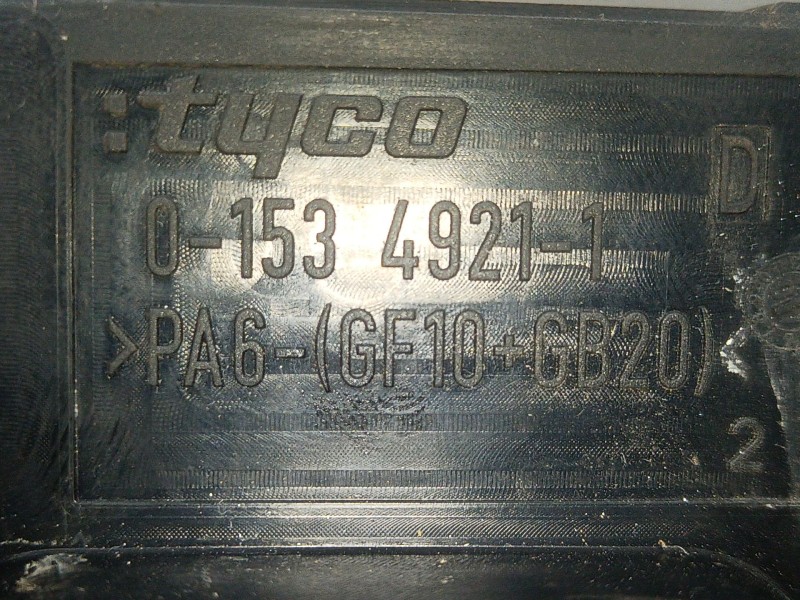 :tyco
D
0-153 4921-1
>PA6-(GF10+GB20)
2